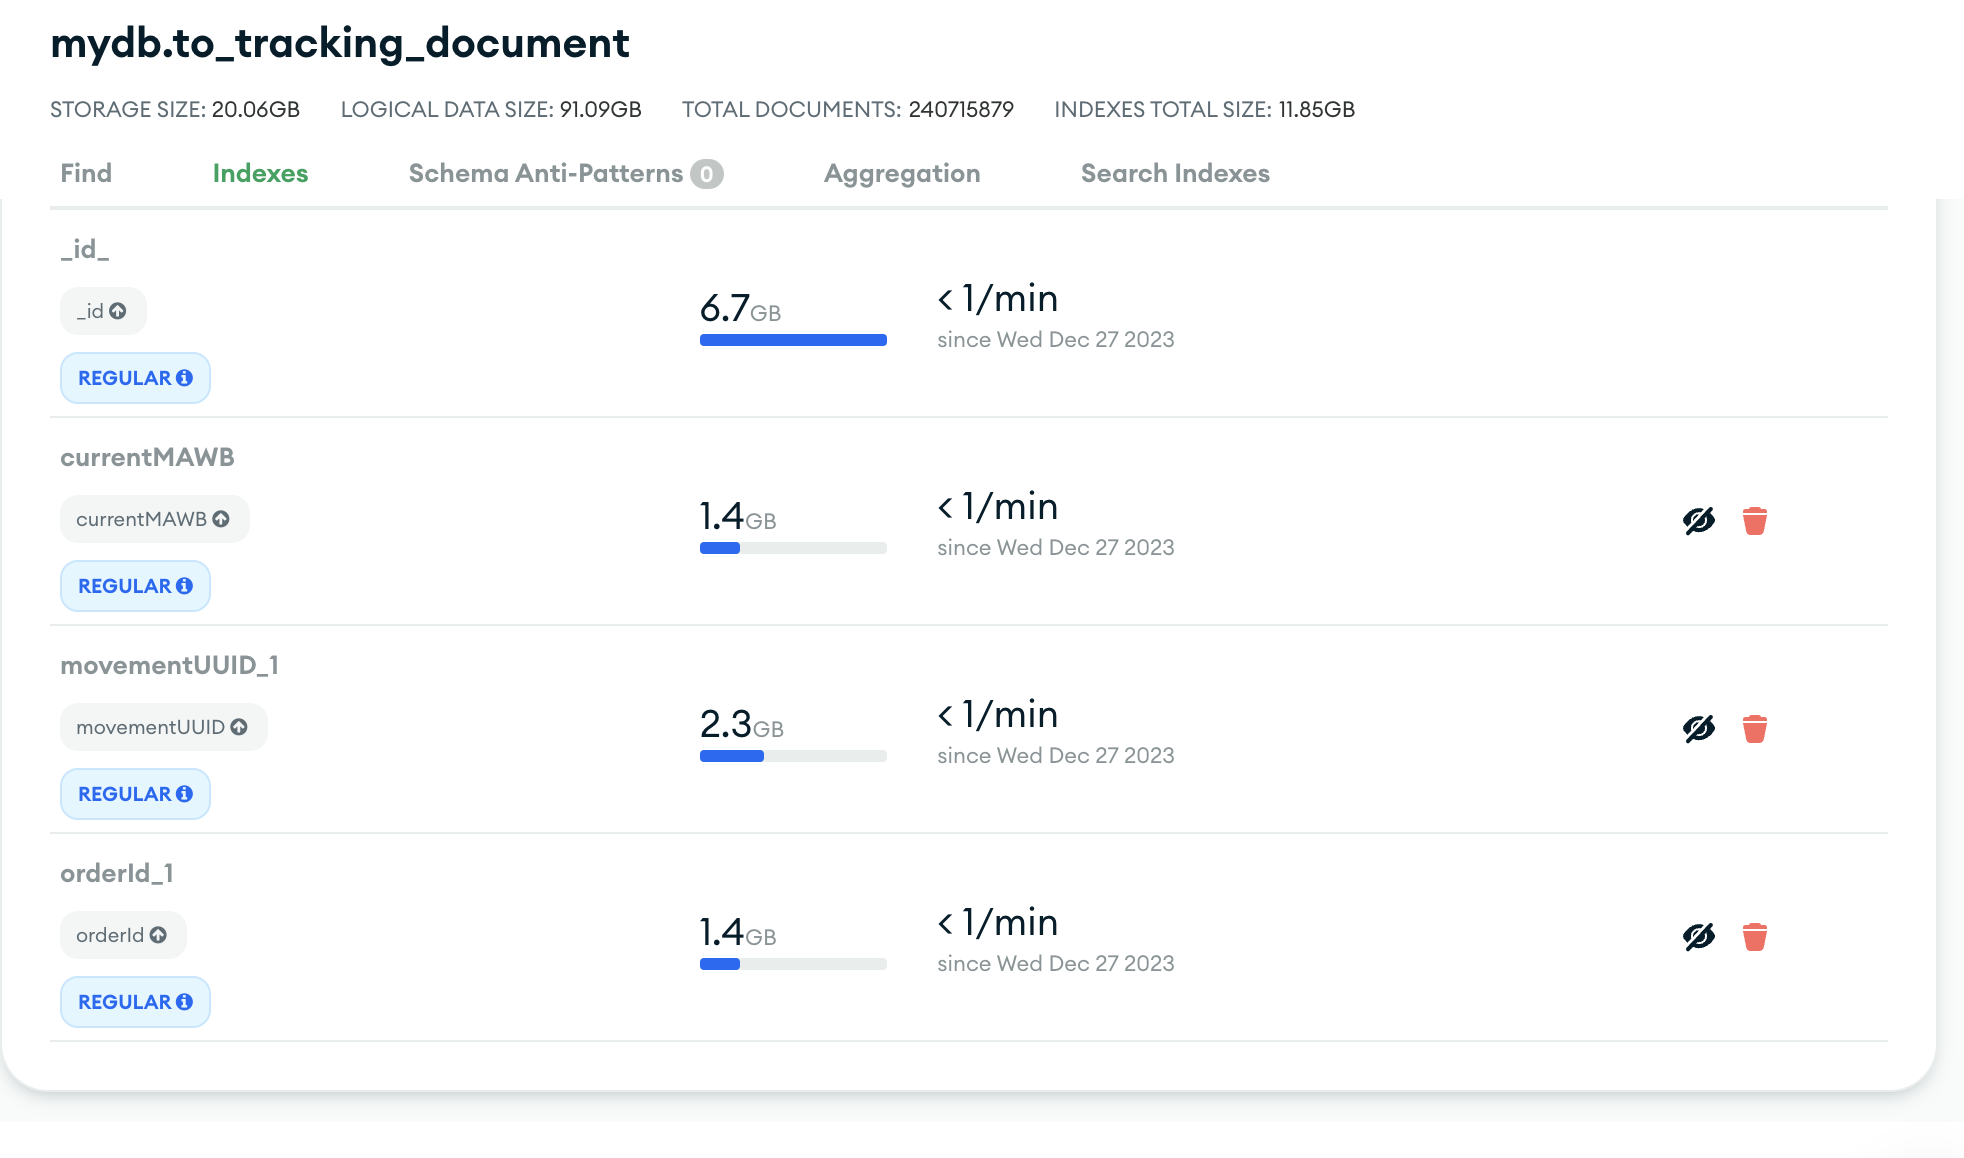 mydb.to_tracking_document
STORAGE SIZE: 20.06GB LOGICAL DATA SIZE: 91.09GB TOTAL DOCUMENTS: 240715879 INDEXES TOTAL SIZE: 11.85GB
Find Indexes Schema Anti-Patterns 0 Aggregation Search Indexes
_id_
_id
6.7GB
< 1/min
since Wed Dec 27 2023
REGULAR
currentMAWB
currentMAWB
1.4GB
< 1/min
since Wed Dec 27 2023
REGULAR
movementUUID_1
movementUUID
2.3GB
< 1/min
since Wed Dec 27 2023
REGULAR
orderId_1
orderId
1.4GB
< 1/min
since Wed Dec 27 2023
REGULAR